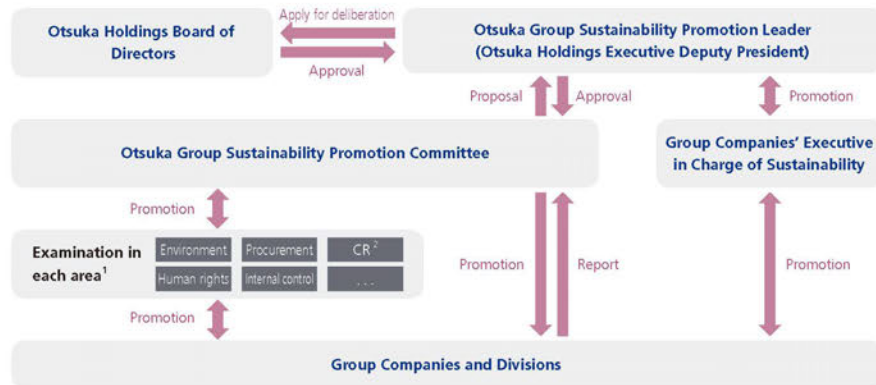 Otsuka Holdings Board of
Directors
Apply for deliberation
Approval
Otsuka Group Sustainability Promotion Leader
(Otsuka Holdings Executive Deputy President)
Proposal
Approval
Promotion
Otsuka Group Sustainability Promotion Committee
Group Companies' Executive
in Charge of Sustainability
Promotion
Examination in
each area¹
Environment
Procurement
CR²
Human rights
Internal control
...
Promotion
Report
Promotion
Promotion
Group Companies and Divisions